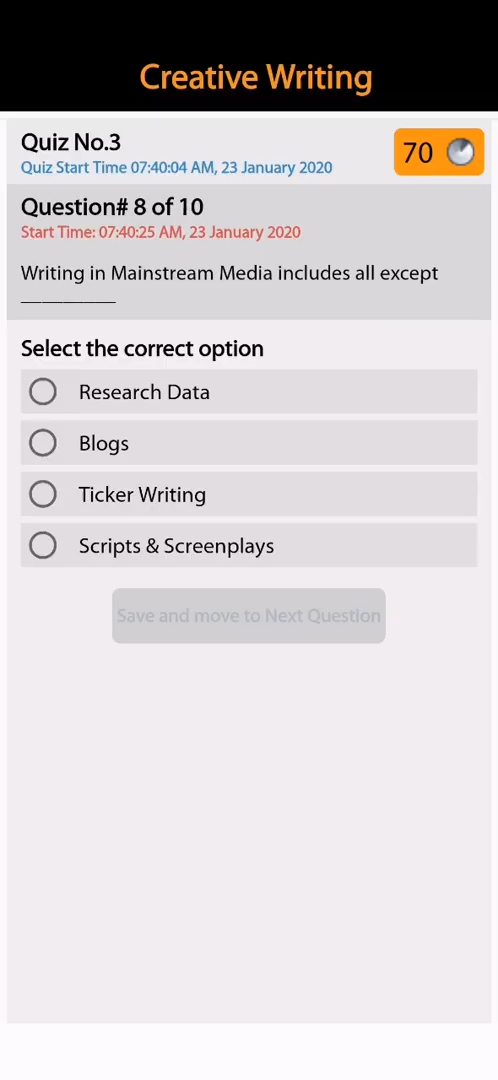 Creative Writing
Quiz No.3
Quiz Start Time 07:40:04 AM, 23 January 2020
70
Question# 8 of 10
Start Time: 07:40:25 AM, 23 January 2020
Writing in Mainstream Media includes all except
_________
Select the correct option
Research Data
Blogs
Ticker Writing
Scripts & Screenplays
Save and move to Next Question